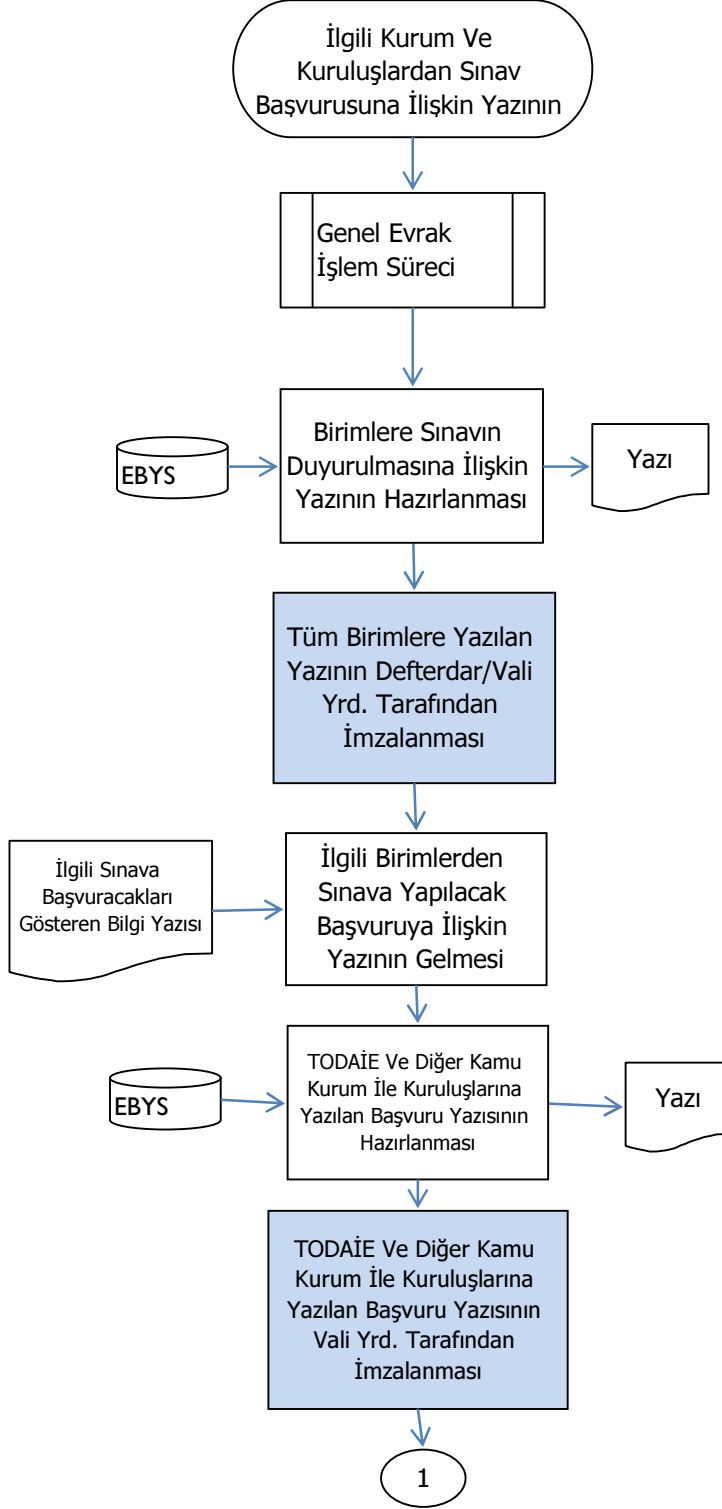 İlgili Kurum Ve
Kuruluşlardan Sınav
Başvurusuna İlişkin Yazının
Genel Evrak
İşlem Süreci
EBYS
Birimlere Sınavın
Duyurulmasına İlişkin
Yazının Hazırlanması
Yazı
Tüm Birimlere Yazılan
Yazının Defterdar/Vali
Yrd. Tarafından
İmzalanması
İlgili Sınava
Başvuracakları
Gösteren Bilgi Yazısı
İlgili Birimlerden
Sınava Yapılacak
Başvuruya İlişkin
Yazının Gelmesi
EBYS
TODAİE Ve Diğer Kamu
Kurum İle Kuruluşlarına
Yazılan Başvuru Yazısının
Hazırlanması
Yazı
TODAİE Ve Diğer Kamu
Kurum İle Kuruluşlarına
Yazılan Başvuru Yazısının
Vali Yrd. Tarafından
İmzalanması
1